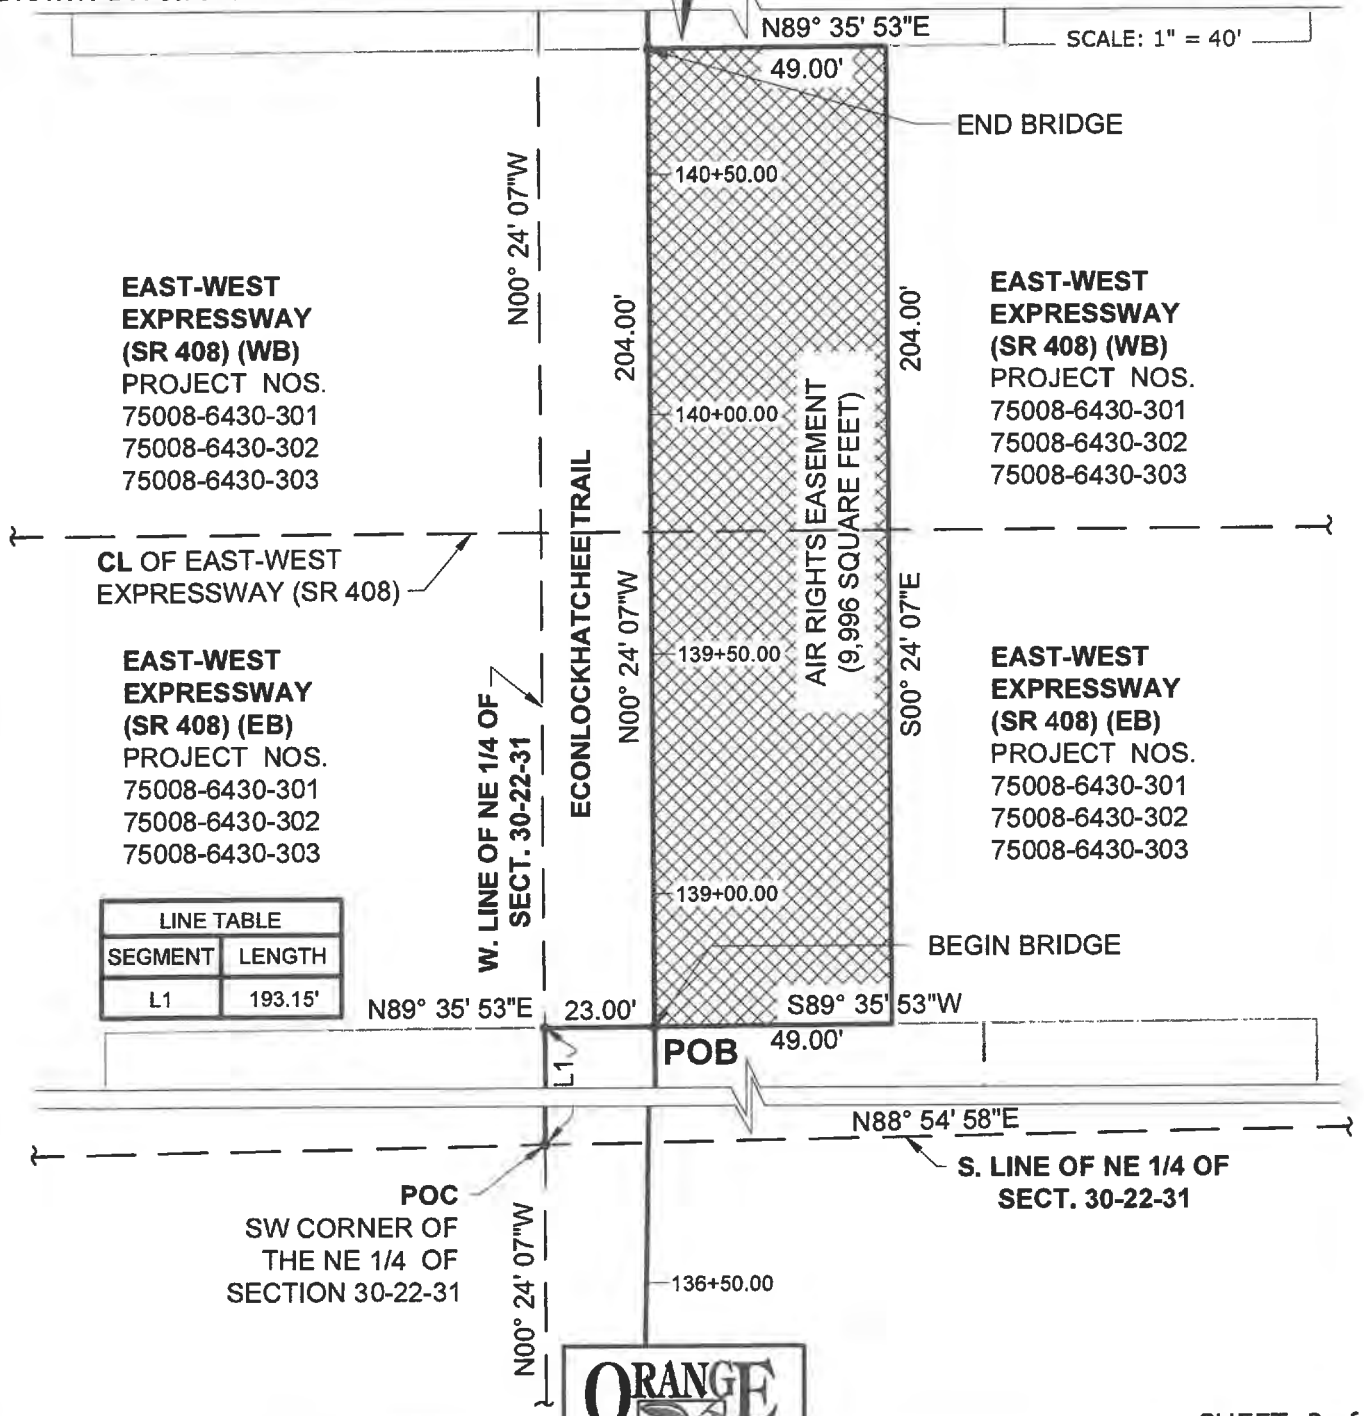 N89° 35' 53"E
SCALE: 1" = 40'
49.00'
END BRIDGE
140+50.00
N00° 24' 07"W
EAST-WEST
EXPRESSWAY
(SR 408) (WB)
PROJECT NOS.
75008-6430-301
75008-6430-302
75008-6430-303
204.00'
204.00'
EAST-WEST
EXPRESSWAY
(SR 408) (WB)
PROJECT NOS.
75008-6430-301
75008-6430-302
75008-6430-303
140+00.00
AIR RIGHTS EASEMENT
(9,996 SQUARE FEET)
ECONLOCKHATCHEE TRAIL
CL OF EAST-WEST
EXPRESSWAY (SR 408)
N00° 24' 07"W
139+50.00
S00° 24' 07"E
EAST-WEST
EXPRESSWAY
(SR 408) (EB)
PROJECT NOS.
75008-6430-301
75008-6430-302
75008-6430-303
W. LINE OF NE 1/4 OF
SECT. 30-22-31
EAST-WEST
EXPRESSWAY
(SR 408) (EB)
PROJECT NOS.
75008-6430-301
75008-6430-302
75008-6430-303
139+00.00
BEGIN BRIDGE
LINE TABLE
SEGMENT LENGTH
L1 193.15'
N89° 35' 53"E
23.00'
S89° 35' 53"W
POB
49.00'
L1
N88° 54' 58"E
S. LINE OF NE 1/4 OF
SECT. 30-22-31
POC
SW CORNER OF
THE NE 1/4 OF
SECTION 30-22-31
N00° 24' 07"W
136+50.00
ORANGE